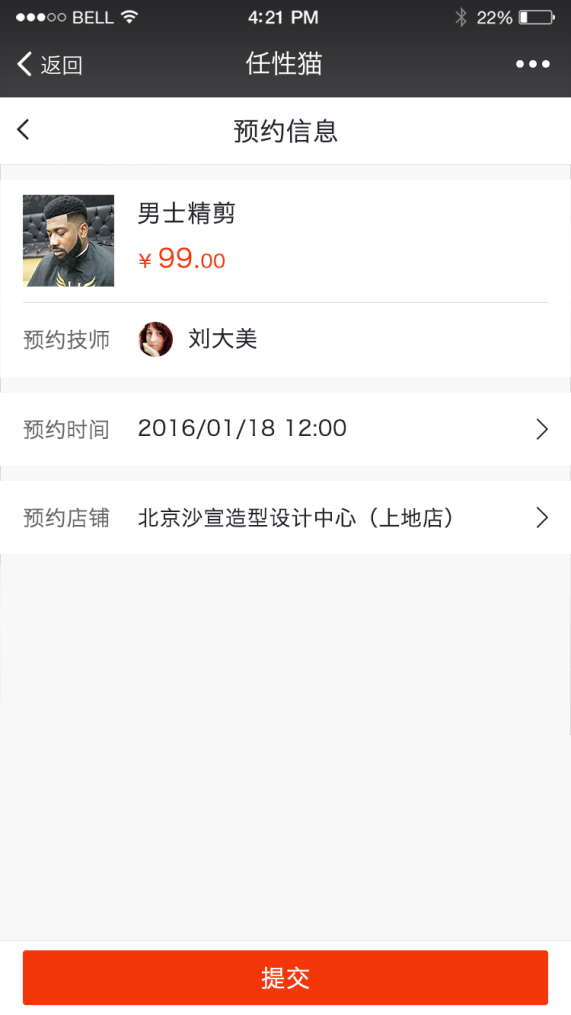 BELL 4:21 PM 22%
返回 任性猫
预约信息
男士精剪
¥ 99.00
预约技师 刘大美
预约时间 2016/01/18 12:00
预约店铺 北京沙宣造型设计中心（上地店）
提交